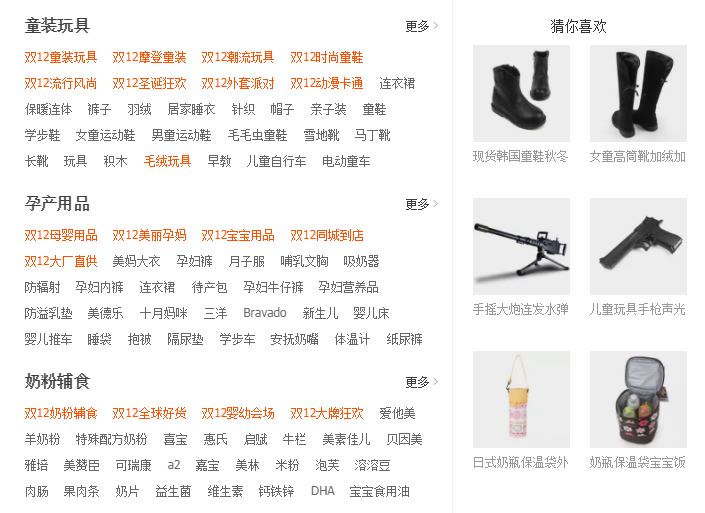 童装玩具 更多 >
双12童装玩具 双12摩登童装 双12潮流玩具 双12时尚童鞋
双12流行风尚 双12圣诞狂欢 双12外套派对 双12动漫卡通 连衣裙
保暖连体 裤子 羽绒 居家睡衣 针织 帽子 亲子装 童鞋
学步鞋 女童运动鞋 男童运动鞋 毛毛虫童鞋 雪地靴 马丁靴
长靴 玩具 积木 毛绒玩具 早教 儿童自行车 电动童车
孕产用品 更多 >
双12母婴用品 双12美丽孕妈 双12宝宝用品 双12同城到店
双12大厂直供 美妈大衣 孕妇裤 月子服 哺乳文胸 吸奶器
防辐射 孕妇内裤 连衣裙 待产包 孕妇牛仔裤 孕妇营养品
防溢乳垫 美德乐 十月妈咪 三洋 Bravado 新生儿 婴儿床
婴儿推车 睡袋 抱被 隔尿垫 学步车 安抚奶嘴 体温计 纸尿裤
奶粉辅食 更多 >
双12奶粉辅食 双12全球好货 双12婴幼会场 双12大牌狂欢 爱他美
羊奶粉 特殊配方奶粉 喜宝 惠氏 启赋 牛栏 美素佳儿 贝因美
雅培 美赞臣 可瑞康 a2 嘉宝 美林 米粉 泡芙 溶溶豆
肉肠 果肉条 奶片 益生菌 维生素 钙铁锌 DHA 宝宝食用油
猜你喜欢
现货韩国童鞋秋冬 女童高筒靴加绒加
手摇大炮连发水弹 儿童玩具手枪声光
日式奶瓶保温袋外 奶瓶保温袋宝宝饭